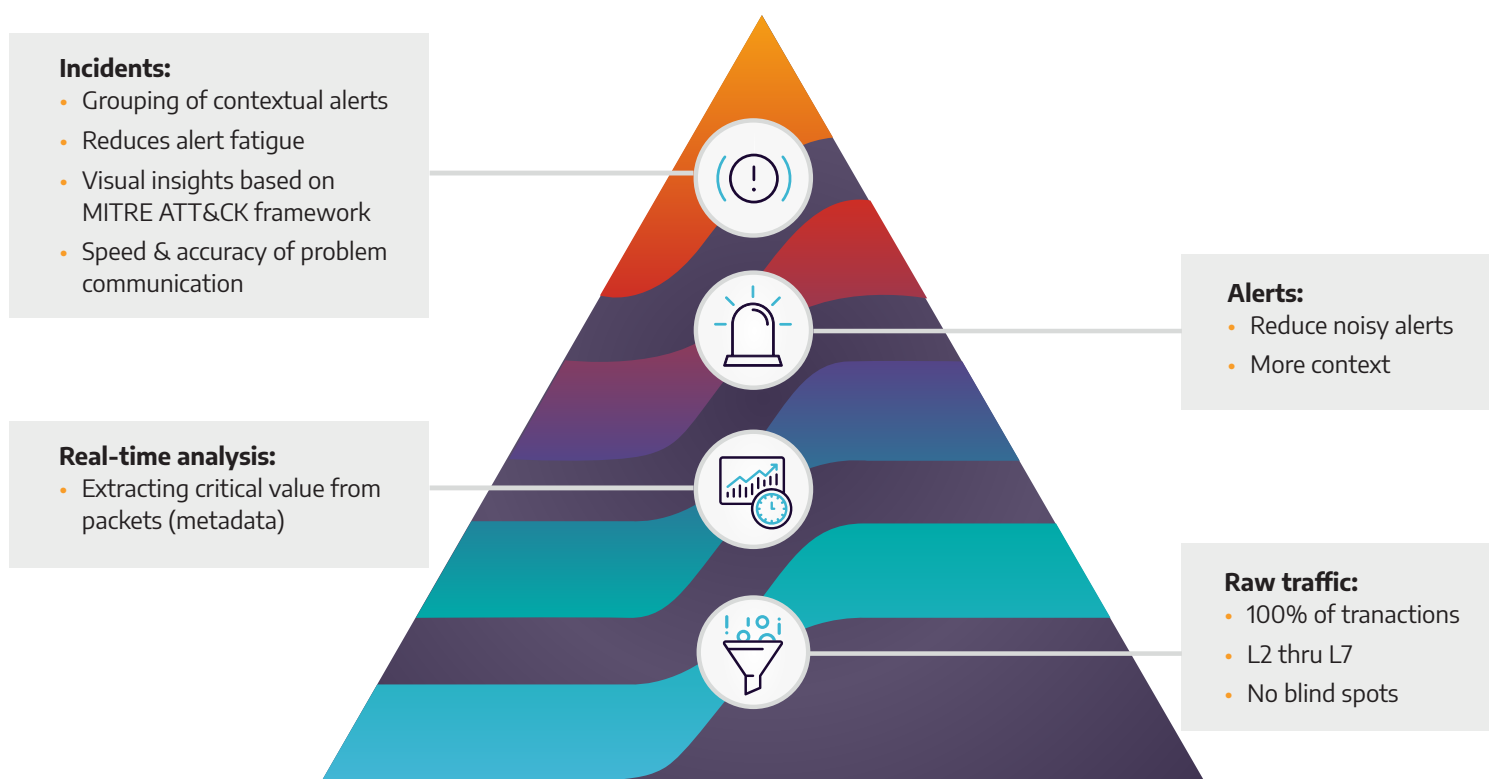 Incidents:
• Grouping of contextual alerts
• Reduces alert fatigue
• Visual insights based on
MITRE ATT&CK framework
• Speed & accuracy of problem
communication
Alerts:
• Reduce noisy alerts
• More context
Real-time analysis:
• Extracting critical value from
packets (metadata)
Raw traffic:
• 100% of tranactions
• L2 thru L7
• No blind spots